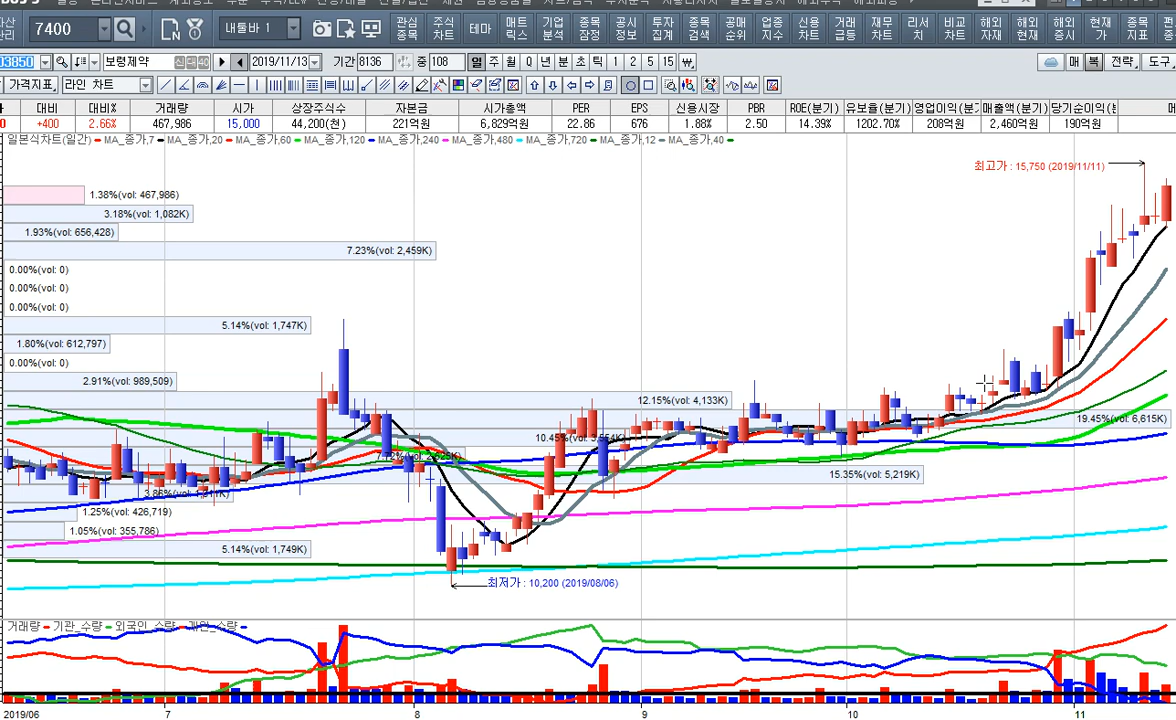 7400 내툴바 1 관심 종목 주식 차트 테마 매트 릭스 기업 분석 종목 잠정 공시 정보 투자 집계 종목 검색 공매 순위 업종 지수 신용 차트 거래 급등 재무 차트 리서 치 비교 차트 해외 자재 해외 현재 해외 증시 현재 가 종목 지표
03850 보령제약 신 대 40 2019/11/13 기간 8136 중 108 일 주 월 Q 년 분 초 틱 1 2 3 5 15 매 복 전략 도구
가격지표 라인 차트
대비 대비% 거래량 시가 상장주식수 자본금 시가총액 PER EPS 신용시장 PBR ROE(분기) 유보율(분기) 영업이익(분기 매출액(분기) 당기순이익(분
+400 2.66% 467,986 15,000 44,200(천) 221억원 6,829억원 22.86 676 1.88% 2.50 14.39% 1202.70% 208억원 2,460억원 190억원
일본식차트(일간) MA_종가,7 MA_종가,20 MA_종가,60 MA_종가,120 MA_종가,240 MA_종가,480 MA_종가,720 MA_종가,12 MA_종가,40
최고가 : 15,750 (2019/11/11)
1.38%(vol: 467,986)
3.18%(vol: 1,082K)
1.93%(vol: 656,428)
7.23%(vol: 2,459K)
0.00%(vol: 0)
0.00%(vol: 0)
0.00%(vol: 0)
5.14%(vol: 1,747K)
1.80%(vol: 612,797)
0.00%(vol: 0)
2.91%(vol: 989,509)
12.15%(vol: 4,133K)
19.45%(vol: 6,615K)
10.45%(vol: 3,554K)
15.35%(vol: 5,219K)
1.25%(vol: 426,719)
1.05%(vol: 355,786)
5.14%(vol: 1,749K)
최저가 : 10,200 (2019/08/06)
거래량 기관_수량 외국인_수량 개인_수량
2019/06 7 8 9 10 11